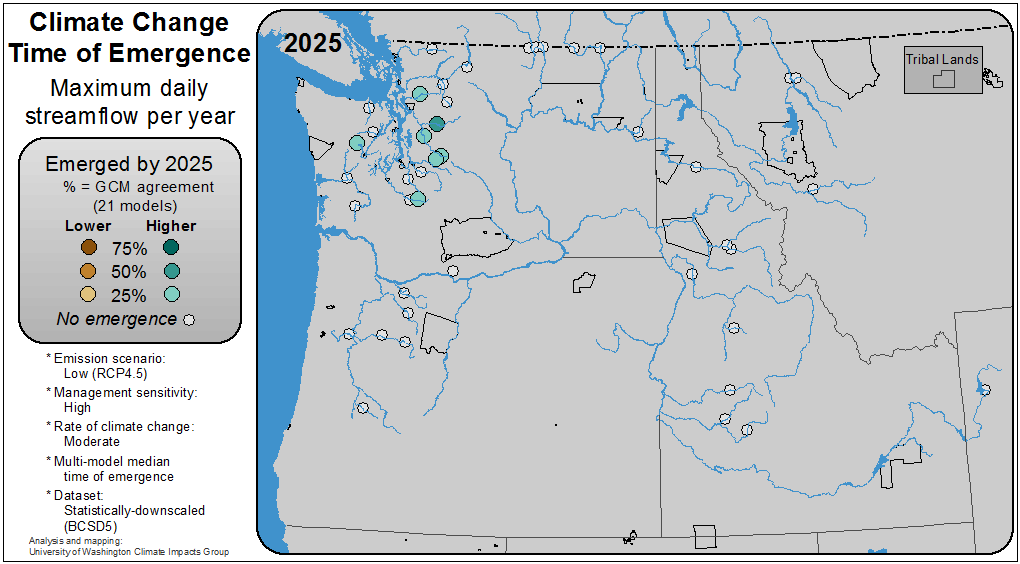 Climate Change
Time of Emergence
Maximum daily
streamflow per year
Emerged by 2025
% = GCM agreement
(21 models)
Lower Higher
75%
50%
25%
No emergence
* Emission scenario:
Low (RCP4.5)
* Management sensitivity:
High
* Rate of climate change:
Moderate
* Multi-model median
time of emergence
* Dataset:
Statistically-downscaled
(BCSD5)
Analysis and mapping:
University of Washington Climate Impacts Group
2025
Tribal Lands